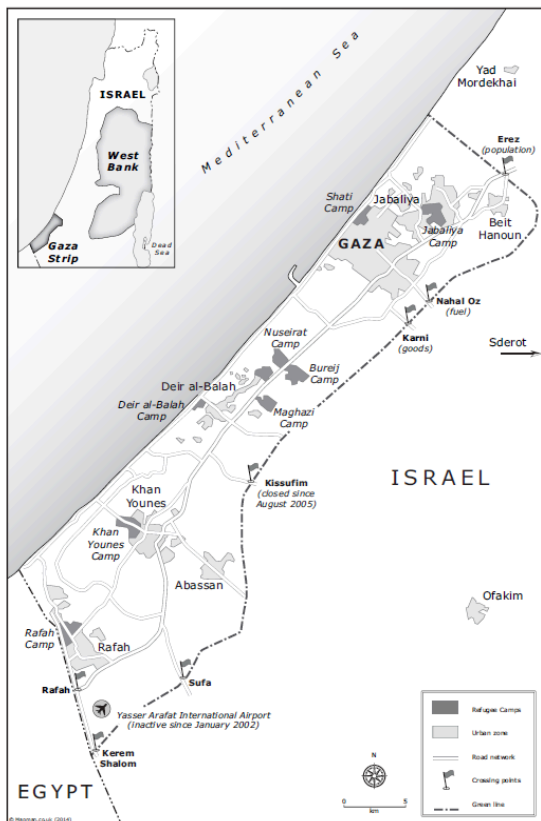 ISRAEL
West
Bank
Gaza
Strip
Dead
Sea
Mediterranean Sea
Yad
Mordekhai
Erez
(population)
Shati
Camp
Jabaliya
GAZA
Jabaliya
Camp
Beit
Hanoun
Nahal Oz
(fuel)
Karni
(goods)
Sderot
Nuseirat
Camp
Bureij
Camp
Deir al-Balah
Deir al-Balah
Camp
Maghazi
Camp
Kissufim
(closed since
August 2005)
ISRAEL
Khan
Younes
Khan
Younes
Camp
Abassan
Ofakim
Rafah
Camp
Rafah
Rafah
Sufa
Yasser Arafat International Airport
(Inactive since January 2002)
Kerem
Shalom
EGYPT
N
0 5
km
Refugee Camps
Urban zone
Road network
Crossing points
Green line